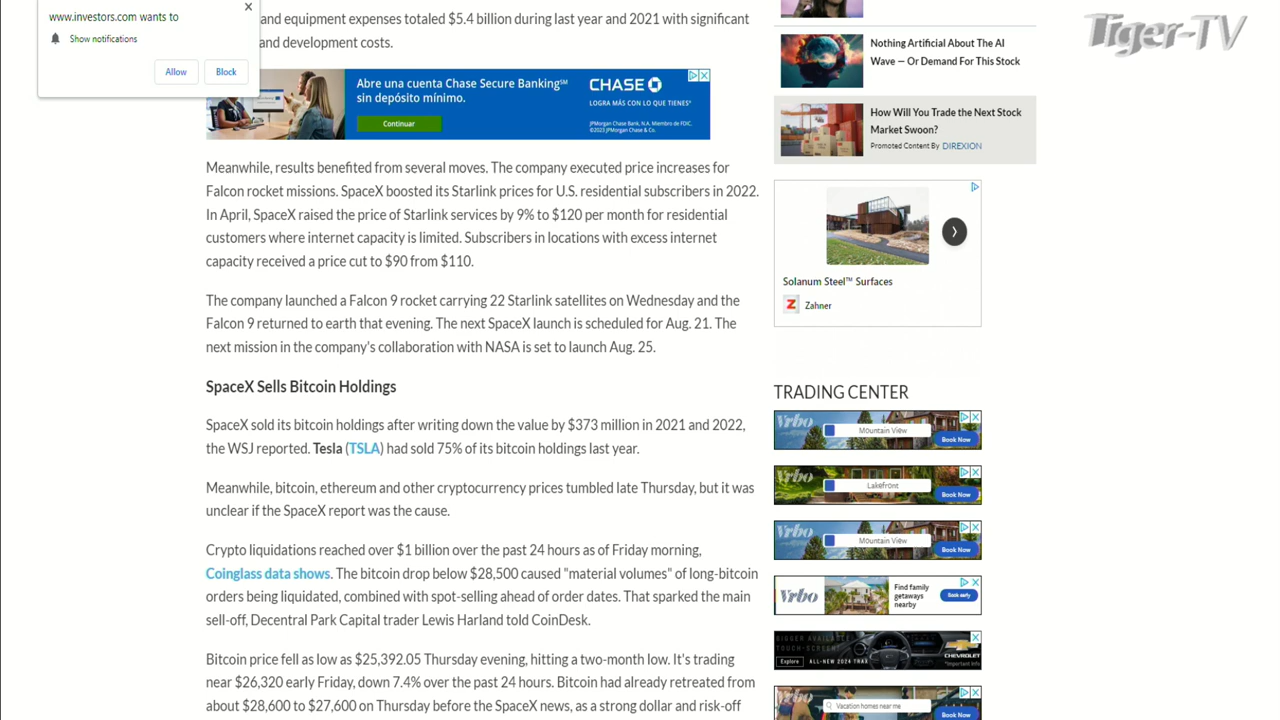 www.investors.com wants to
Show notifications
Allow
Block
and equipment expenses totaled $5.4 billion during last year and 2021 with significant
and development costs.
Abre una cuenta Chase Secure Banking℠
sin depósito mínimo.
Continuar
CHASE
LOGRA MÁS CON LO QUE TIENES®
JPMorgan Chase Bank, N.A. Miembro de FDIC.
©2023 JPMorgan Chase & Co.
Meanwhile, results benefited from several moves. The company executed price increases for
Falcon rocket missions. SpaceX boosted its Starlink prices for U.S. residential subscribers in 2022.
In April, SpaceX raised the price of Starlink services by 9% to $120 per month for residential
customers where internet capacity is limited. Subscribers in locations with excess internet
capacity received a price cut to $90 from $110.
The company launched a Falcon 9 rocket carrying 22 Starlink satellites on Wednesday and the
Falcon 9 returned to earth that evening. The next SpaceX launch is scheduled for Aug. 21. The
next mission in the company's collaboration with NASA is set to launch Aug. 25.
SpaceX Sells Bitcoin Holdings
SpaceX sold its bitcoin holdings after writing down the value by $373 million in 2021 and 2022,
the WSJ reported. Tesla (TSLA) had sold 75% of its bitcoin holdings last year.
Meanwhile, bitcoin, ethereum and other cryptocurrency prices tumbled late Thursday, but it was
unclear if the SpaceX report was the cause.
Crypto liquidations reached over $1 billion over the past 24 hours as of Friday morning,
Coinglass data shows. The bitcoin drop below $28,500 caused "material volumes" of long-bitcoin
orders being liquidated, combined with spot-selling ahead of order dates. That sparked the main
sell-off, Decentral Park Capital trader Lewis Harland told CoinDesk.
Bitcoin price fell as low as $25,392.05 Thursday evening, hitting a two-month low. It's trading
near $26,320 early Friday, down 7.4% over the past 24 hours. Bitcoin had already retreated from
about $28,600 to $27,600 on Thursday before the SpaceX news, as a strong dollar and risk-off
Tiger-TV
Nothing Artificial About The AI
Wave — Or Demand For This Stock
How Will You Trade the Next Stock
Market Swoon?
Promoted Content By DIREXION
Solanum Steel™ Surfaces
Z
Zahner
TRADING CENTER
Vrbo
Mountain View
Book Now
Vrbo
Lakefront
Book Now
Vrbo
Mountain View
Book Now
Vrbo
Find family
getaways
nearby
Book early
BIGGER AVAILABLE
TOUCH-SCREEN
Explore
ALL-NEW 2024 TRAX
CHEVROLET
*Important Info
Vrbo
Vacation homes near me
Book Now